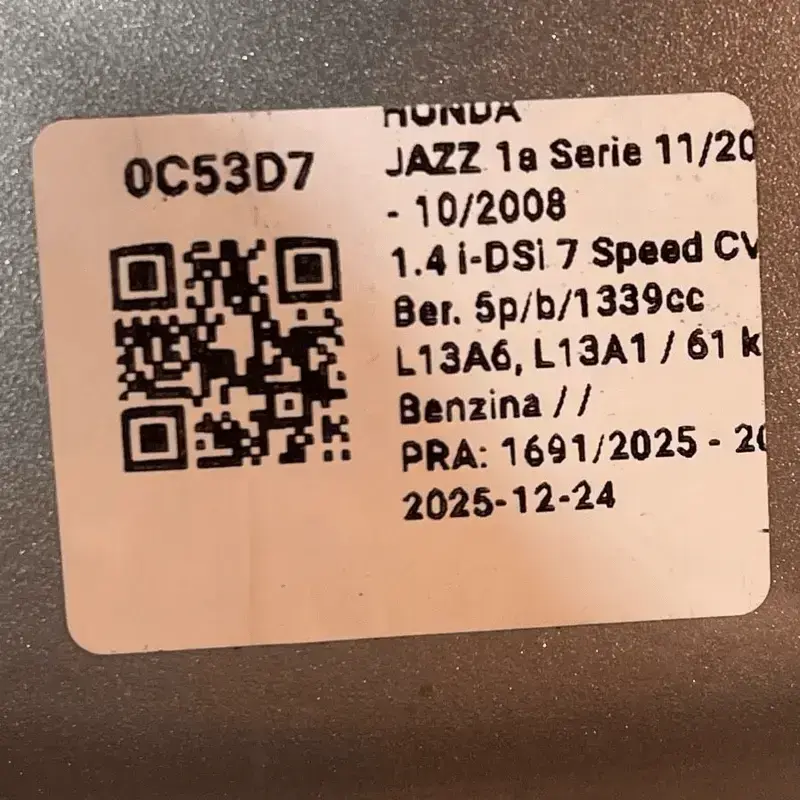 0C53D7
HONDA
JAZZ 1a Serie 11/20
- 10/2008
1.4 i-DSi 7 Speed CV
Ber. 5p/b/1339cc
L13A6, L13A1 / 61 k
Benzina / /
PRA: 1691/2025 - 20
2025-12-24